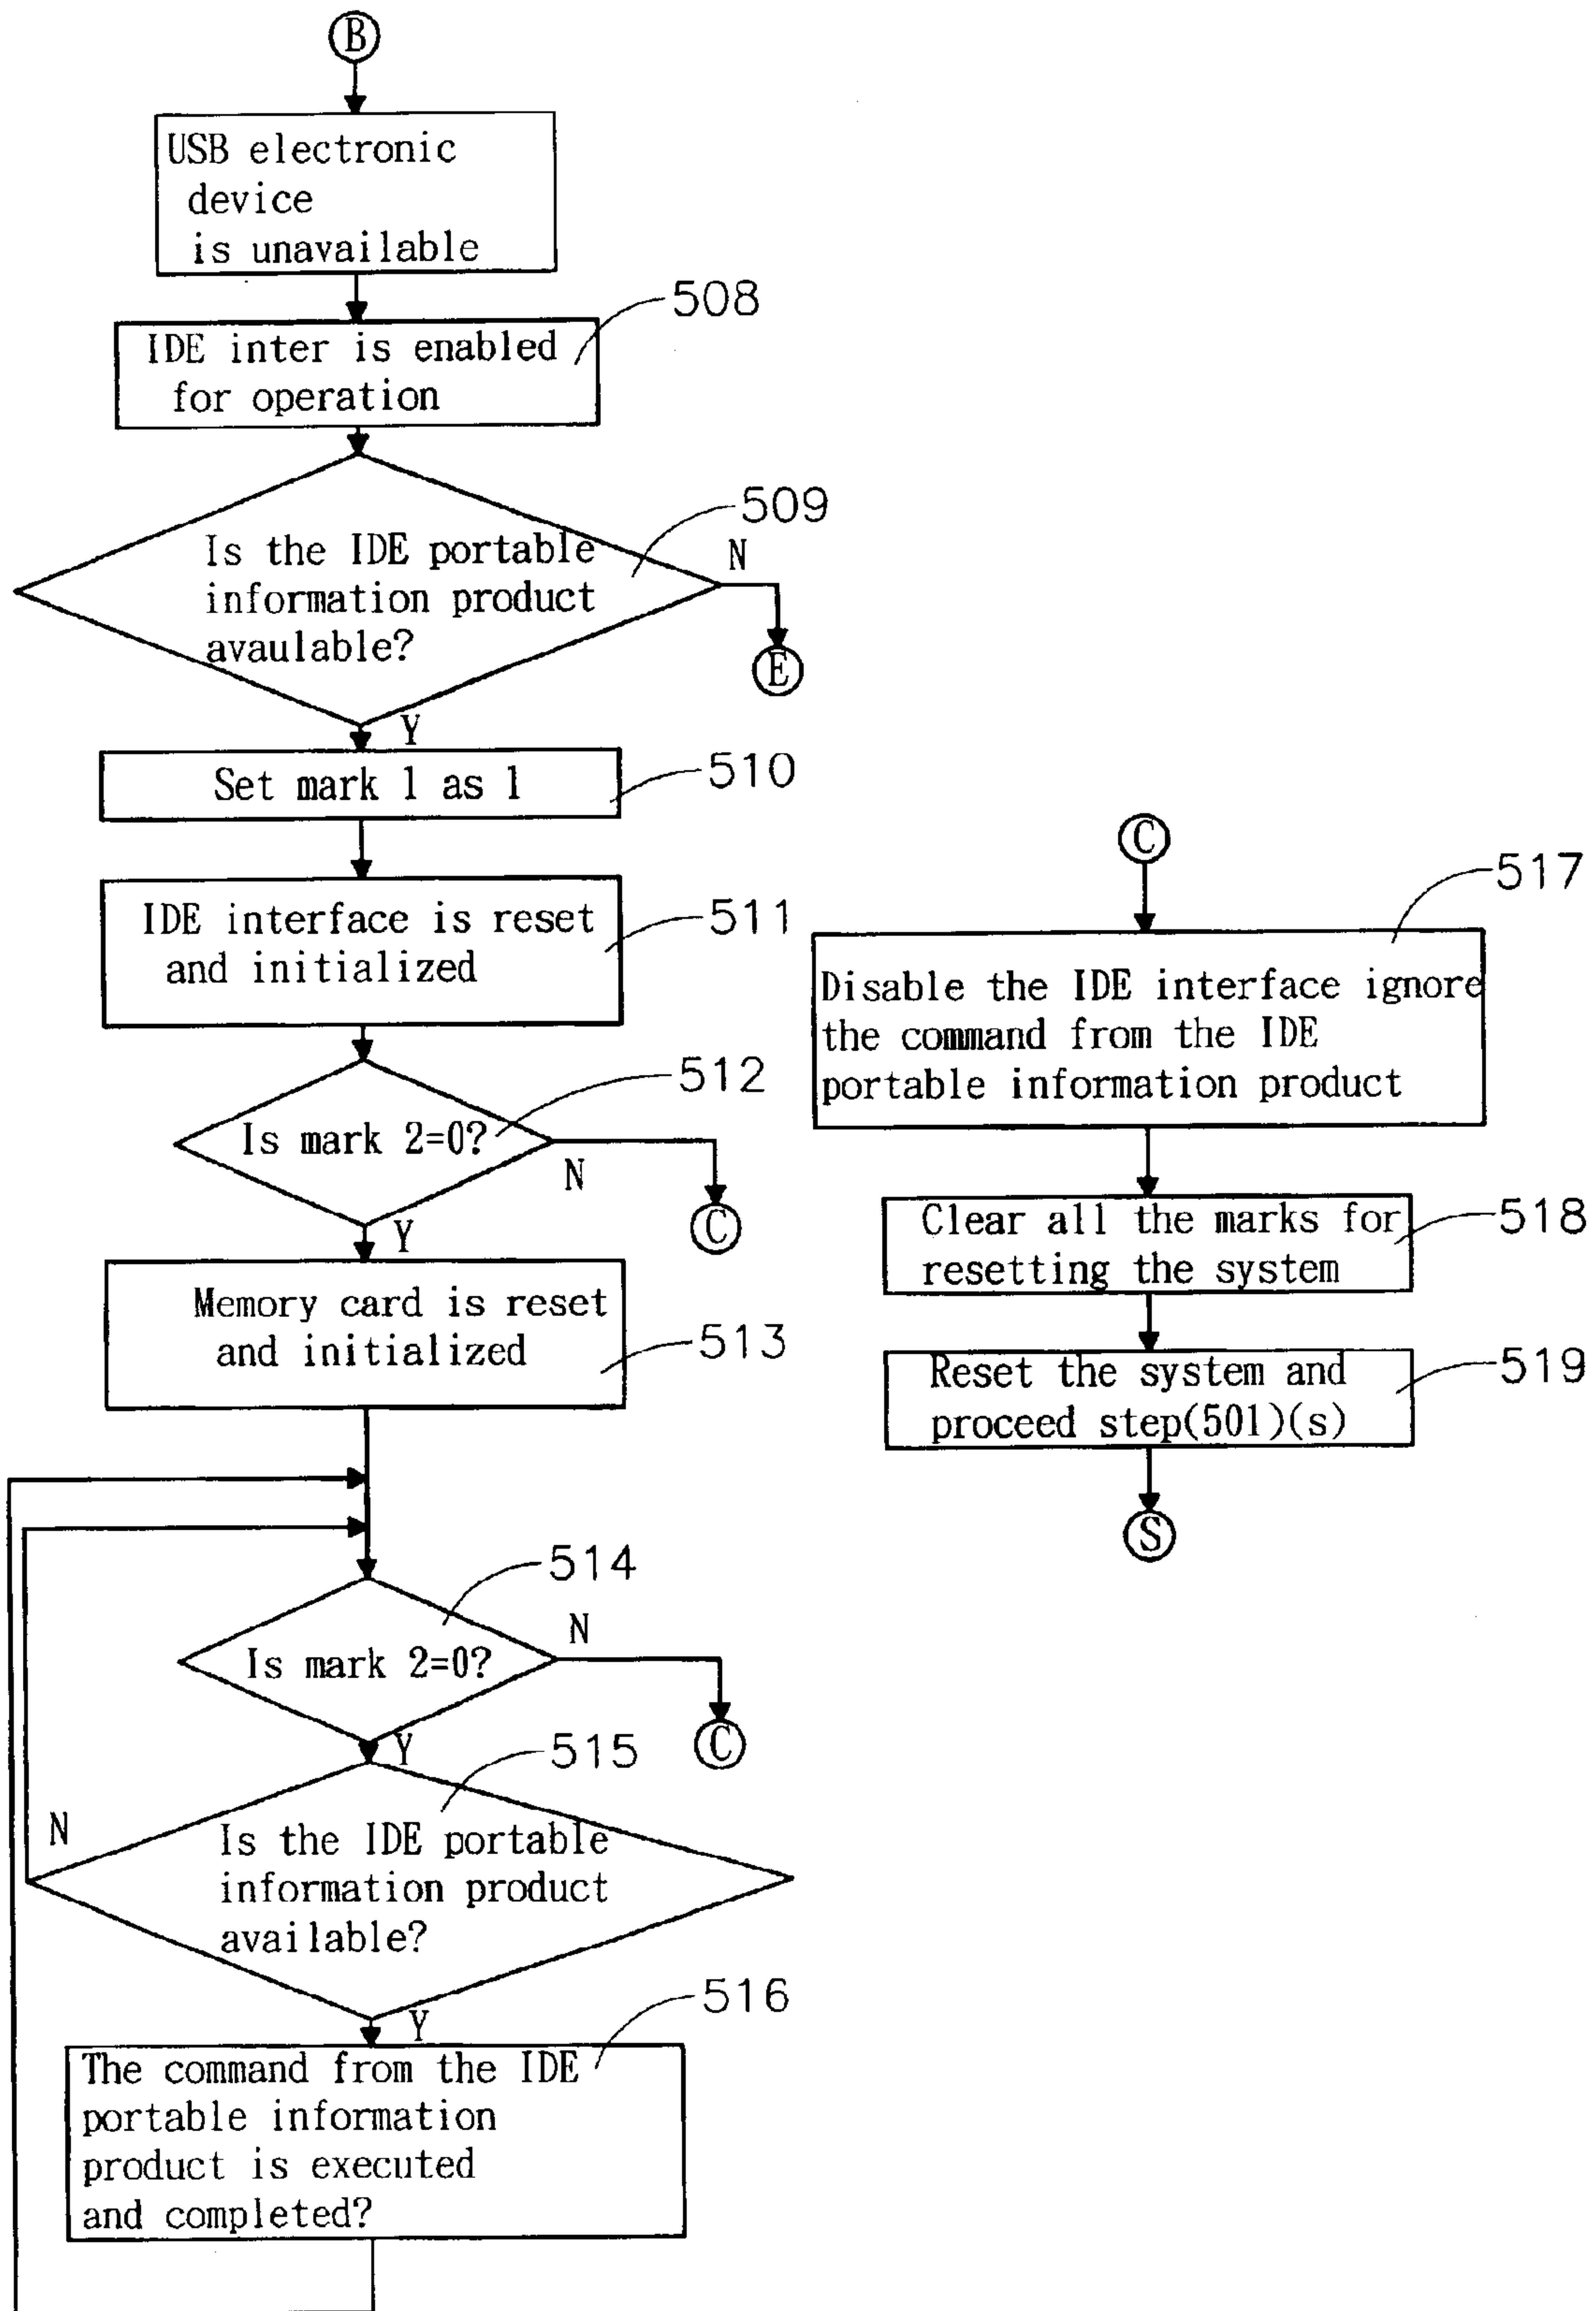 B
USB electronic
device
is unavailable
508
IDE inter is enabled
for operation
509
Is the IDE portable
information product
avaulable?
N
E
Y
510
Set mark 1 as 1
511
IDE interface is reset
and initialized
512
Is mark 2=0?
N
C
Y
Memory card is reset
and initialized
513
514
Is mark 2=0?
N
C
Y
515
N
Is the IDE portable
information product
available?
Y
516
The command from the IDE
portable information
product is executed
and completed?
C
517
Disable the IDE interface ignore
the command from the IDE
portable information product
Clear all the marks for
resetting the system
518
Reset the system and
proceed step(501)(s)
519
S